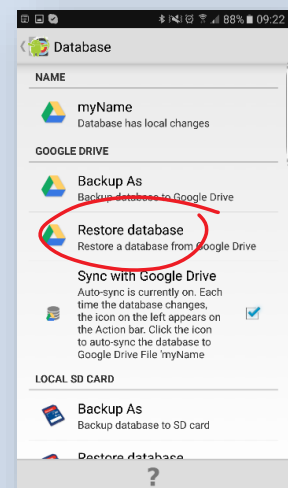 88% 09:22
Database
NAME
myName
Database has local changes
GOOGLE DRIVE
Backup As
Backup database to Google Drive
Restore database
Restore a database from Google Drive
Sync with Google Drive
Auto-sync is currently on. Each
time the database changes,
the icon on the left appears on
the Action bar. Click the icon
to auto-sync the database to
Google Drive File 'myName
LOCAL SD CARD
Backup As
Backup database to SD card
Restore database
?